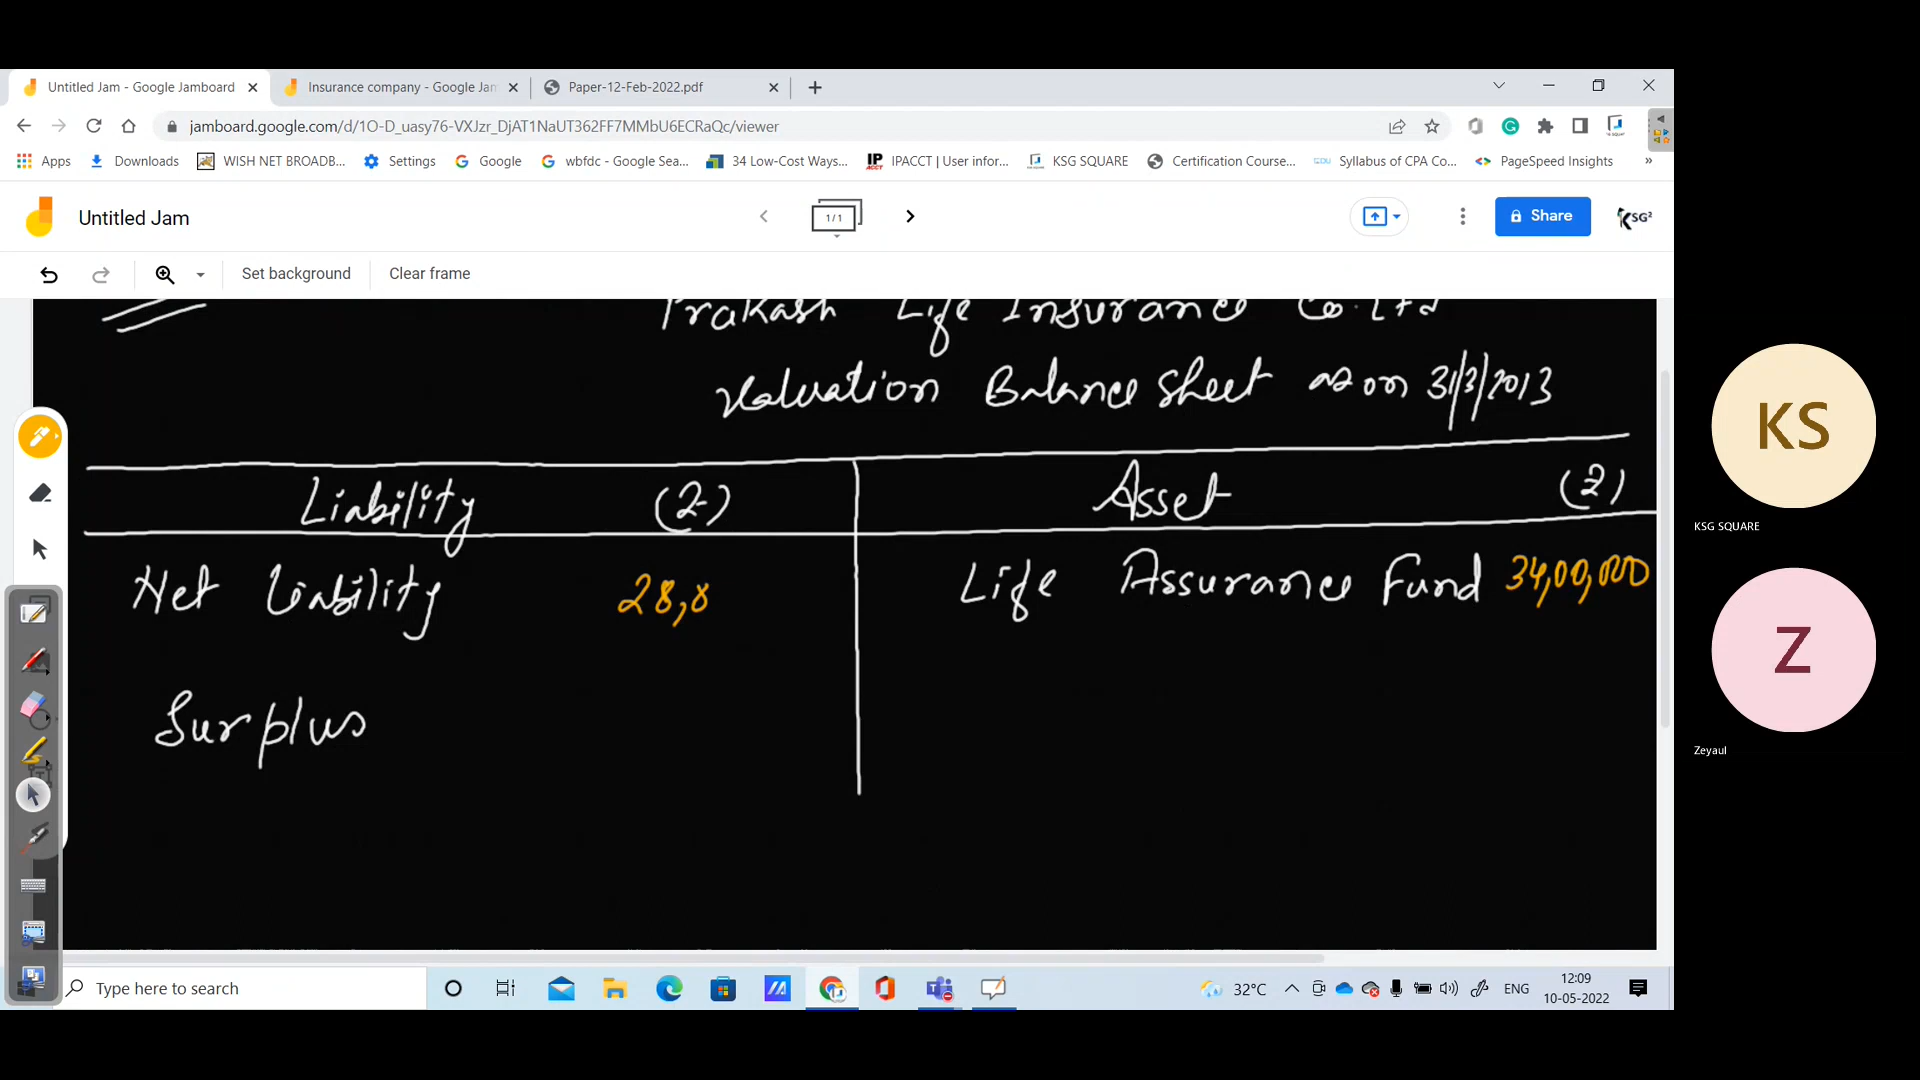 Untitled Jam - Google Jamboard
Insurance company - Google Jam
Paper-12-Feb-2022.pdf
jamboard.google.com/d/1O-D_uasy76-VXJzr_DjAT1NaUT362FF7MMbU6ECRaQc/viewer
Apps Downloads WISH NET BROADB... Settings Google wbfdc - Google Sea... 34 Low-Cost Ways... IPACCT | User infor... KSG SQUARE Certification Course... Syllabus of CPA Co... PageSpeed Insights »
Untitled Jam 1/1 Share KSG²
Set background Clear frame
Prakash Life Insurance Co. Ltd
Valuation Balance Sheet as on 31/3/2013
Liability (2) Asset (2)
Net Liability 28,8 Life Assurance Fund 34,00,000
Surplus
KS
KSG SQUARE
Z
Zeyaul
Type here to search
32°C ENG 12:09
10-05-2022